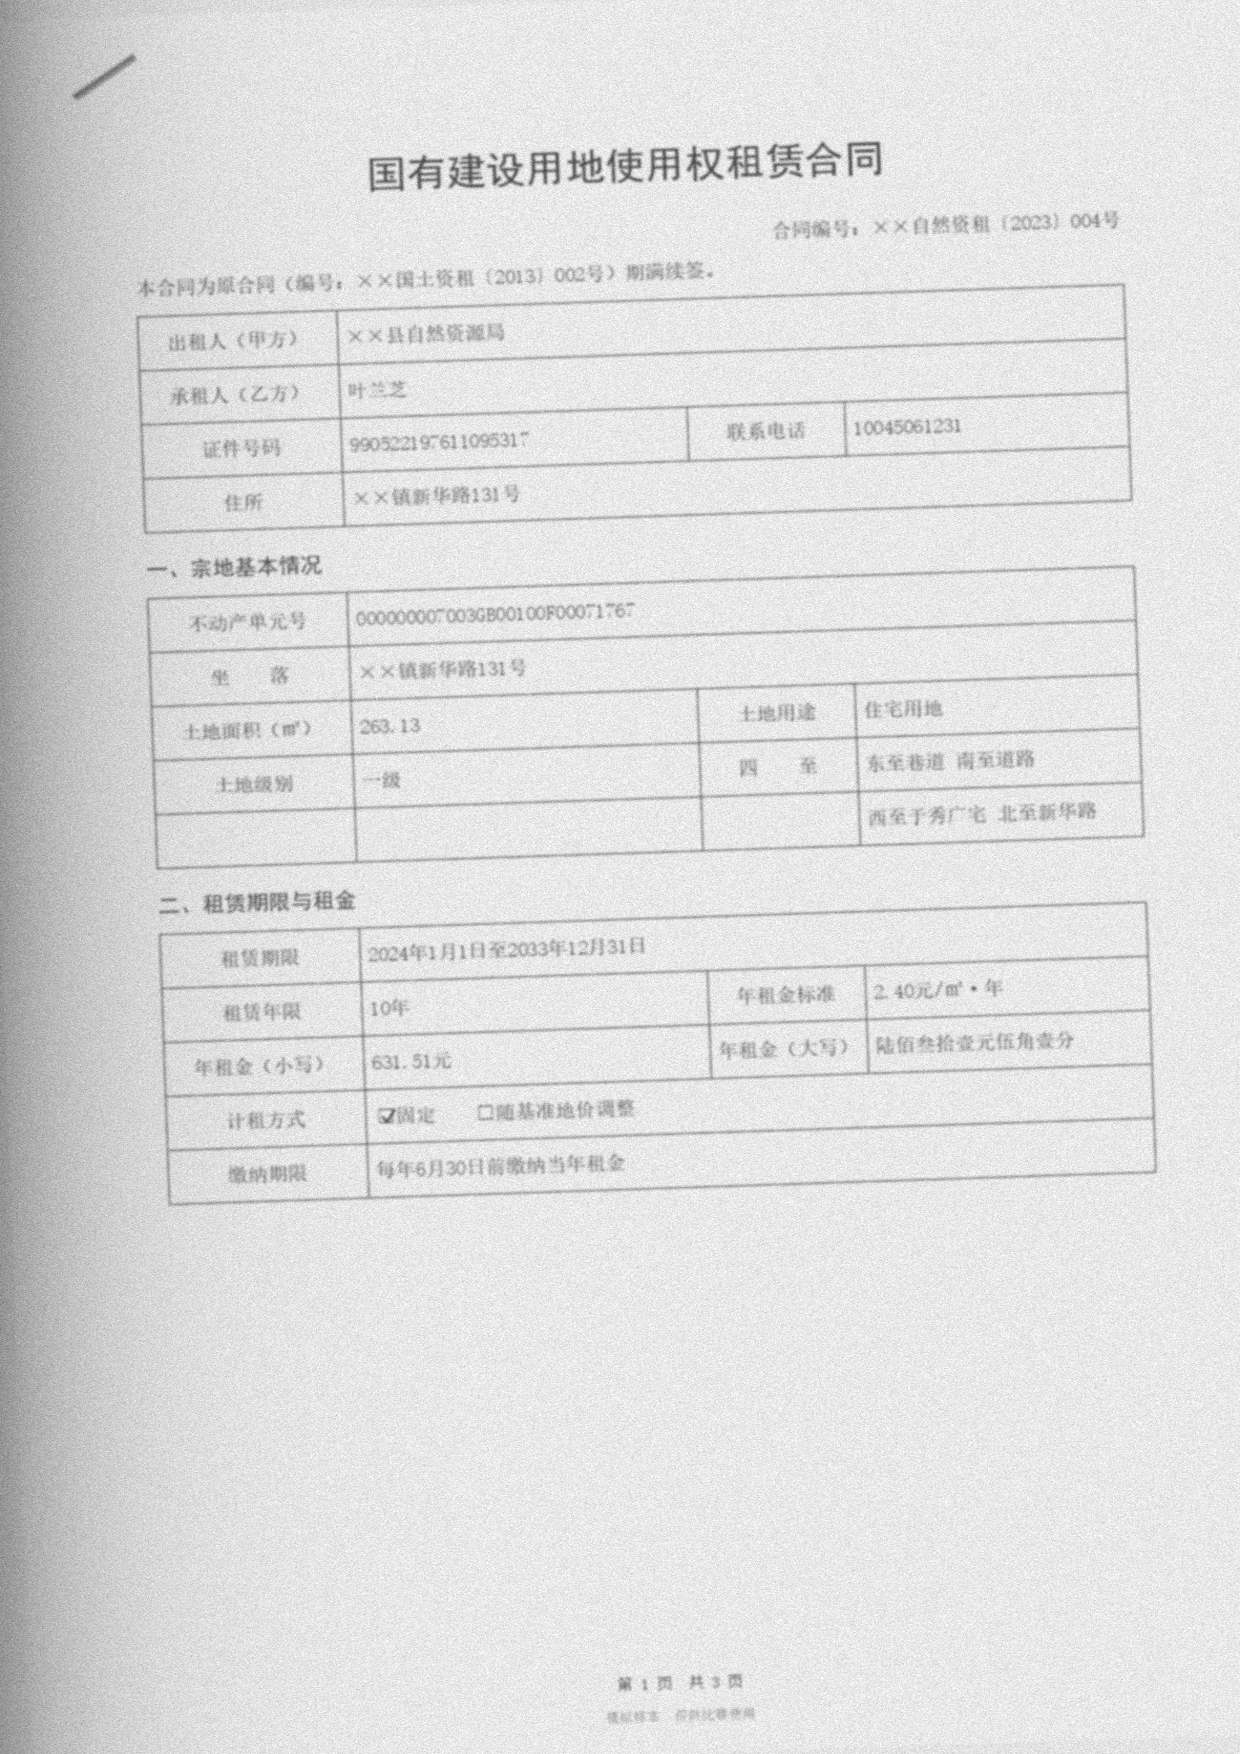 国有建设用地使用权租赁合同
合同编号：××自然资租〔2023〕004号
本合同为原合同（编号：××国土资租〔2013〕002号）期满续签。
出租人（甲方） ××县自然资源局
承租人（乙方） 叶兰芝
证件号码 990522197611095317 联系电话 10045061231
住所 ××镇新华路131号
一、宗地基本情况
不动产单元号 000000007003GB00100F00071767
坐 落 ××镇新华路131号
土地面积（㎡） 263.13 土地用途 住宅用地
土地级别 一级 四 至 东至巷道 南至道路
西至于秀广宅 北至新华路
二、租赁期限与租金
租赁期限 2024年1月1日至2033年12月31日
租赁年限 10年 年租金标准 2.40元/㎡·年
年租金（小写） 631.51元 年租金（大写） 陆佰叁拾壹元伍角壹分
计租方式 ☑固定 ☐随基准地价调整
缴纳期限 每年6月30日前缴纳当年租金
第 1 页 共 3 页
模拟样本 仅供比赛使用